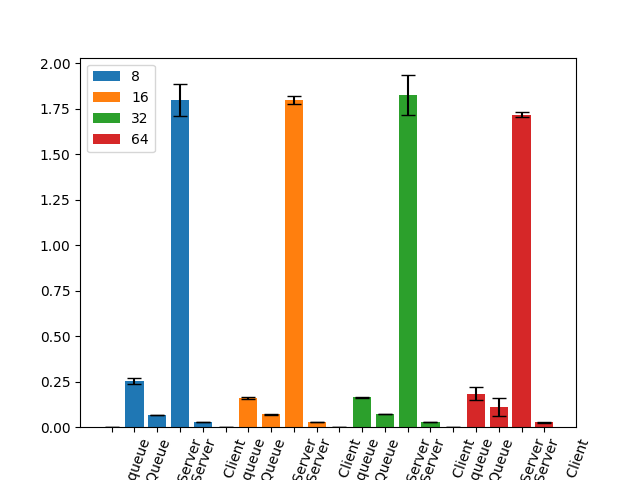 2.00
1.75
1.50
1.25
1.00
0.75
0.50
0.25
0.00
8
16
32
64
queue
Queue
Server
Server
Client
queue
Queue
Server
Server
Client
queue
Queue
Server
Server
Client
queue
Queue
Server
Server
Client